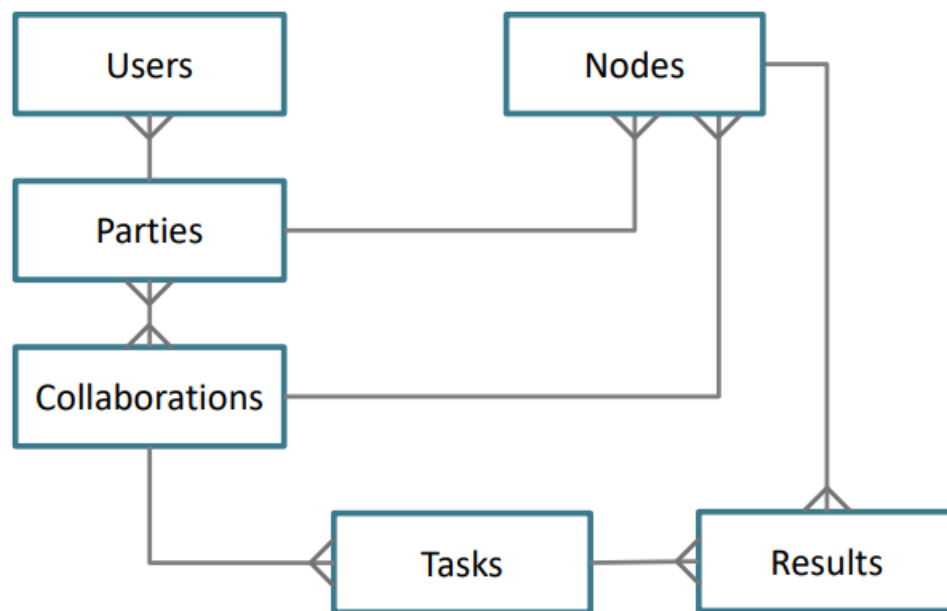 Users
Nodes
Parties
Collaborations
Tasks
Results